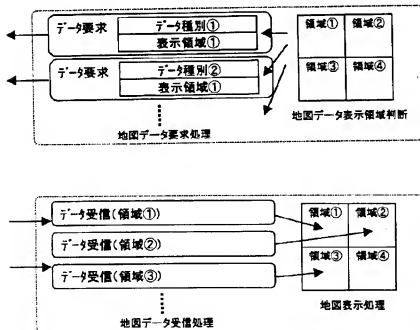 データ要求
データ種別①
表示領域①
データ要求
データ種別②
表示領域①
地図データ要求処理
領域①
領域②
領域③
領域④
地図データ表示領域判断
データ受信(領域①)
データ受信(領域②)
データ受信(領域③)
地図データ受信処理
領域①
領域②
領域③
領域④
地図表示処理